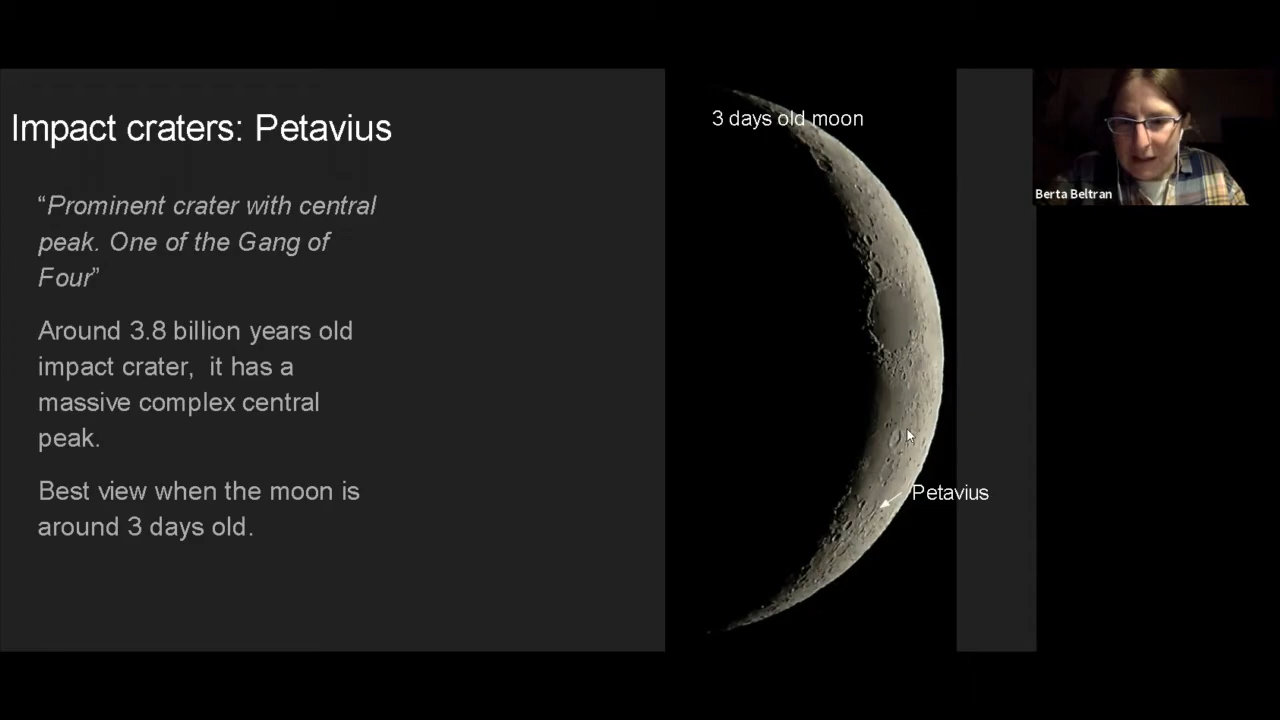 Impact craters: Petavius
“Prominent crater with central
peak. One of the Gang of
Four”
Around 3.8 billion years old
impact crater,  it has a
massive complex central
peak.
Best view when the moon is
around 3 days old.
3 days old moon
Petavius
Berta Beltran